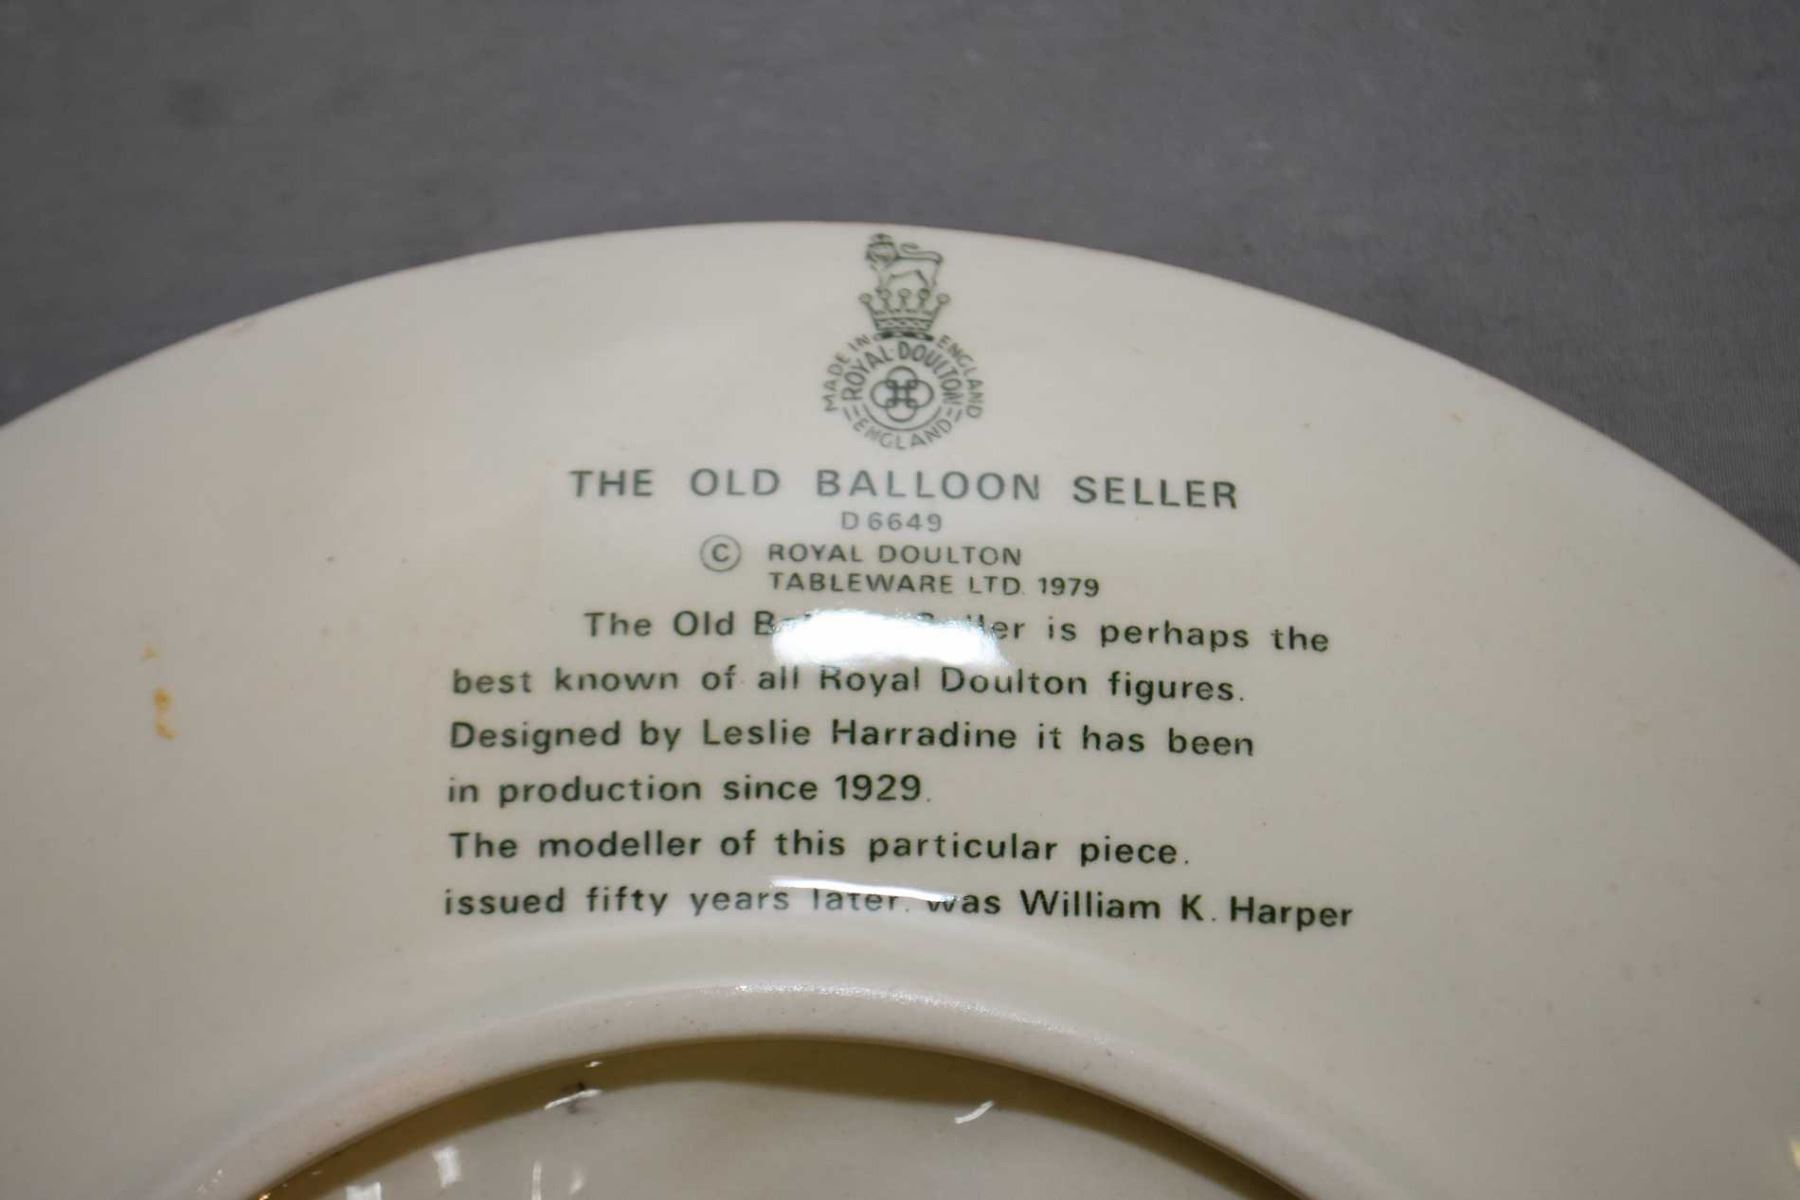 MADE IN ENGLAND
ROYAL DOULTON
ENGLAND
THE OLD BALLOON SELLER
D6649
© ROYAL DOULTON
TABLEWARE LTD. 1979
The Old is perhaps the
best known of all Royal Doulton figures.
Designed by Leslie Harradine it has been
in production since 1929.
The modeller of this particular piece.
issued fifty years later. was William K. Harper